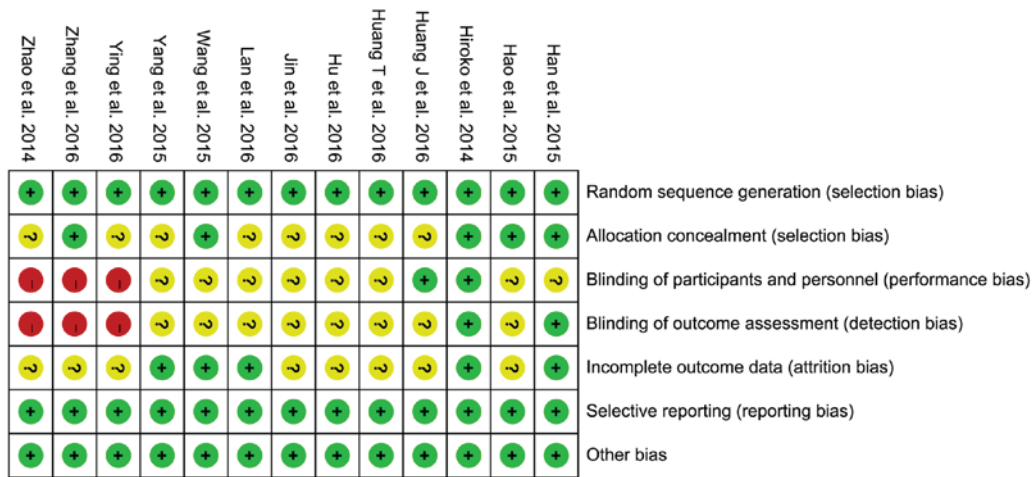 Zhao et al. 2014
Zhang et al. 2016
Ying et al. 2016
Yang et al. 2015
Wang et al. 2015
Lan et al. 2016
Jin et al. 2016
Hu et al. 2016
Huang T et al. 2016
Huang J et al. 2016
Hiroko et al. 2014
Hao et al. 2015
Han et al. 2015
+ + + + + + + + + + + + + Random sequence generation (selection bias)
? + ? ? + ? ? ? ? ? + + + Allocation concealment (selection bias)
– – – ? ? ? ? ? ? + + ? ? Blinding of participants and personnel (performance bias)
– – – ? ? ? ? ? ? ? + ? + Blinding of outcome assessment (detection bias)
? ? ? + + + ? ? ? ? + ? + Incomplete outcome data (attrition bias)
+ + + + + + + + + + + + + Selective reporting (reporting bias)
+ + + + + + + + + + + + + Other bias